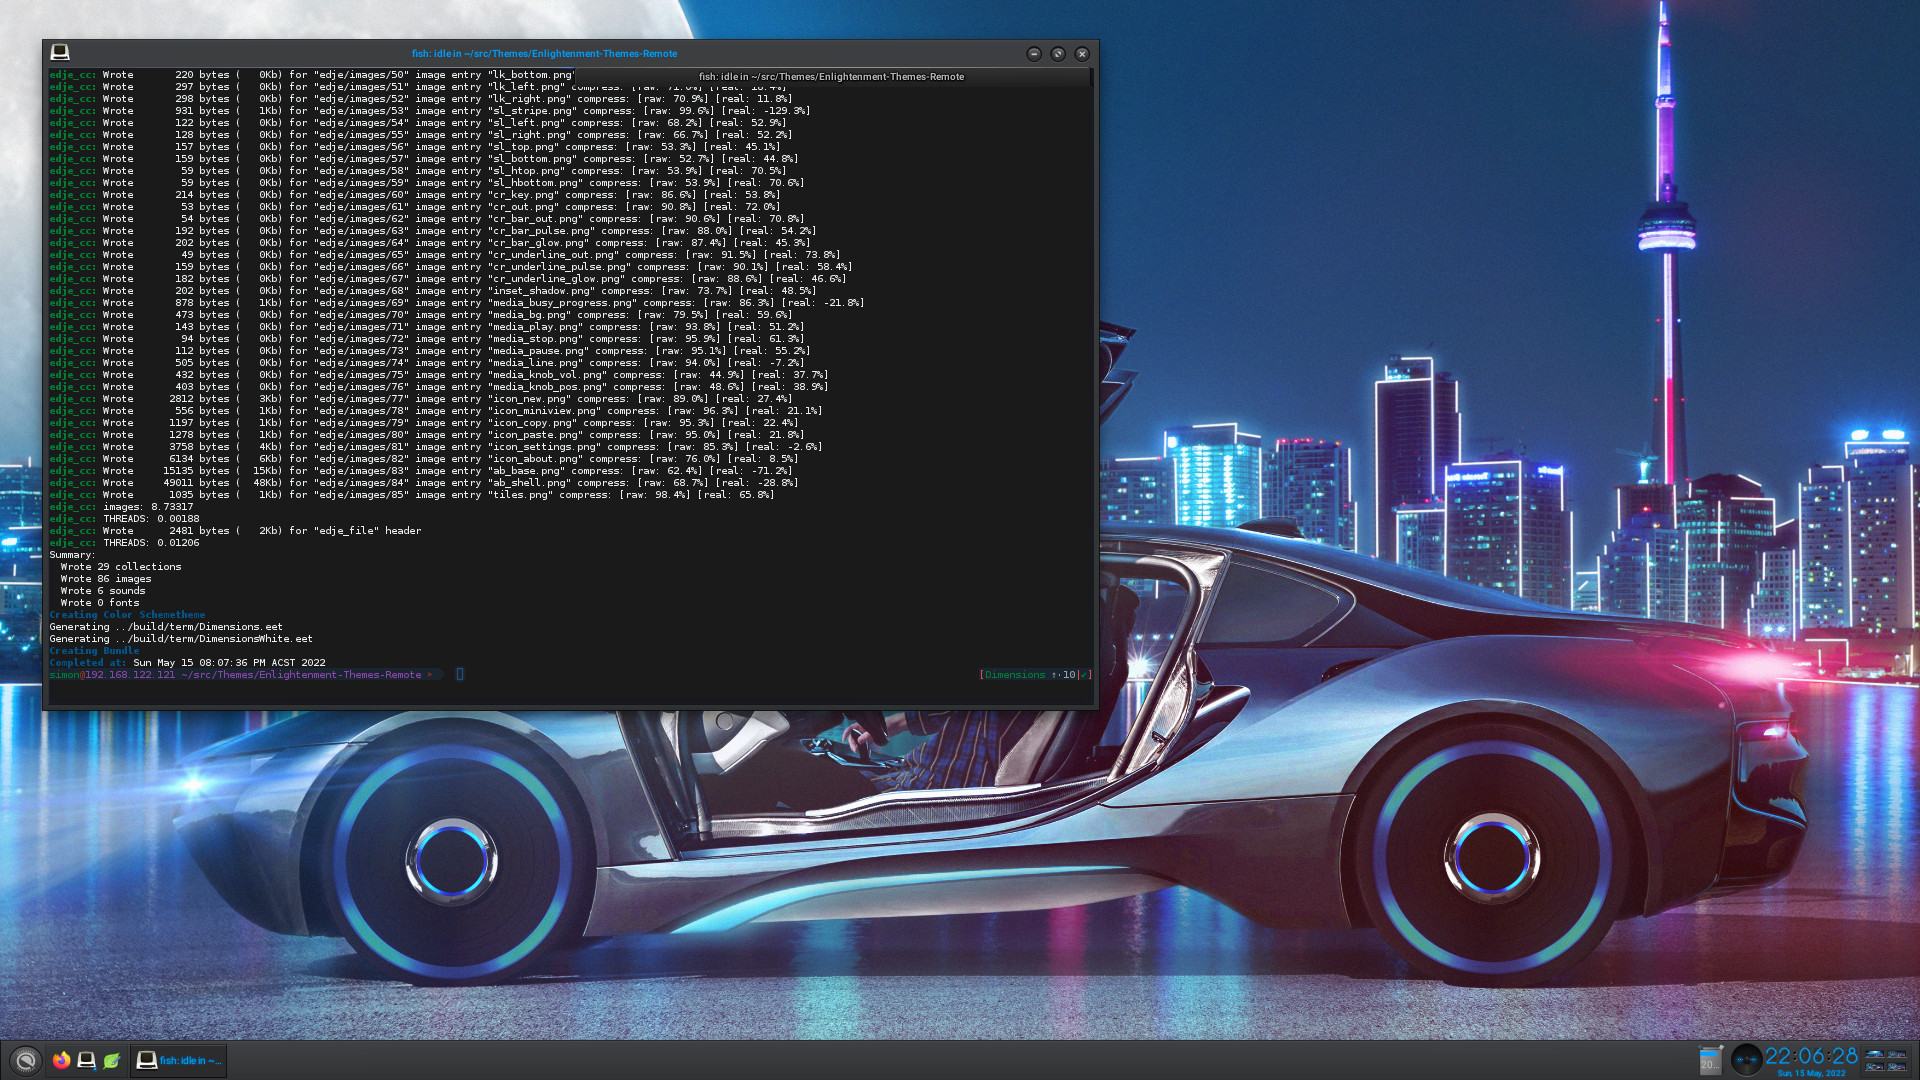 fish: idle in ~/src/Themes/Enlightenment-Themes-Remote
fish: idle in ~/src/Themes/Enlightenment-Themes-Remote
edje_cc: Wrote 220 bytes ( 0Kb) for "edje/images/50" image entry "lk_bottom.png"
edje_cc: Wrote 297 bytes ( 0Kb) for "edje/images/51" image entry "lk_left.png" compress: [raw: 71.6%] [real: 18.4%]
edje_cc: Wrote 298 bytes ( 0Kb) for "edje/images/52" image entry "lk_right.png" compress: [raw: 70.9%] [real: 11.8%]
edje_cc: Wrote 931 bytes ( 1Kb) for "edje/images/53" image entry "sl_stripe.png" compress: [raw: 99.6%] [real: -129.3%]
edje_cc: Wrote 122 bytes ( 0Kb) for "edje/images/54" image entry "sl_left.png" compress: [raw: 68.2%] [real: 52.9%]
edje_cc: Wrote 128 bytes ( 0Kb) for "edje/images/55" image entry "sl_right.png" compress: [raw: 66.7%] [real: 52.2%]
edje_cc: Wrote 157 bytes ( 0Kb) for "edje/images/56" image entry "sl_top.png" compress: [raw: 53.3%] [real: 45.1%]
edje_cc: Wrote 159 bytes ( 0Kb) for "edje/images/57" image entry "sl_bottom.png" compress: [raw: 52.7%] [real: 44.8%]
edje_cc: Wrote 59 bytes ( 0Kb) for "edje/images/58" image entry "sl_htop.png" compress: [raw: 53.9%] [real: 70.5%]
edje_cc: Wrote 59 bytes ( 0Kb) for "edje/images/59" image entry "sl_hbottom.png" compress: [raw: 53.9%] [real: 70.6%]
edje_cc: Wrote 214 bytes ( 0Kb) for "edje/images/60" image entry "cr_key.png" compress: [raw: 86.6%] [real: 53.8%]
edje_cc: Wrote 53 bytes ( 0Kb) for "edje/images/61" image entry "cr_out.png" compress: [raw: 90.8%] [real: 72.0%]
edje_cc: Wrote 54 bytes ( 0Kb) for "edje/images/62" image entry "cr_bar_out.png" compress: [raw: 90.6%] [real: 70.8%]
edje_cc: Wrote 192 bytes ( 0Kb) for "edje/images/63" image entry "cr_bar_pulse.png" compress: [raw: 88.0%] [real: 54.2%]
edje_cc: Wrote 202 bytes ( 0Kb) for "edje/images/64" image entry "cr_bar_glow.png" compress: [raw: 87.4%] [real: 45.3%]
edje_cc: Wrote 49 bytes ( 0Kb) for "edje/images/65" image entry "cr_underline_out.png" compress: [raw: 91.5%] [real: 73.8%]
edje_cc: Wrote 159 bytes ( 0Kb) for "edje/images/66" image entry "cr_underline_pulse.png" compress: [raw: 90.1%] [real: 58.4%]
edje_cc: Wrote 182 bytes ( 0Kb) for "edje/images/67" image entry "cr_underline_glow.png" compress: [raw: 88.6%] [real: 46.6%]
edje_cc: Wrote 202 bytes ( 0Kb) for "edje/images/68" image entry "inset_shadow.png" compress: [raw: 73.7%] [real: 48.5%]
edje_cc: Wrote 878 bytes ( 1Kb) for "edje/images/69" image entry "media_busy_progress.png" compress: [raw: 86.3%] [real: -21.8%]
edje_cc: Wrote 473 bytes ( 0Kb) for "edje/images/70" image entry "media_bg.png" compress: [raw: 79.5%] [real: 59.6%]
edje_cc: Wrote 143 bytes ( 0Kb) for "edje/images/71" image entry "media_play.png" compress: [raw: 93.8%] [real: 51.2%]
edje_cc: Wrote 94 bytes ( 0Kb) for "edje/images/72" image entry "media_stop.png" compress: [raw: 95.9%] [real: 61.3%]
edje_cc: Wrote 112 bytes ( 0Kb) for "edje/images/73" image entry "media_pause.png" compress: [raw: 95.1%] [real: 55.2%]
edje_cc: Wrote 505 bytes ( 0Kb) for "edje/images/74" image entry "media_line.png" compress: [raw: 94.0%] [real: -7.2%]
edje_cc: Wrote 432 bytes ( 0Kb) for "edje/images/75" image entry "media_knob_vol.png" compress: [raw: 44.9%] [real: 37.7%]
edje_cc: Wrote 403 bytes ( 0Kb) for "edje/images/76" image entry "media_knob_pos.png" compress: [raw: 48.6%] [real: 38.9%]
edje_cc: Wrote 2812 bytes ( 3Kb) for "edje/images/77" image entry "icon_new.png" compress: [raw: 89.0%] [real: 27.4%]
edje_cc: Wrote 556 bytes ( 1Kb) for "edje/images/78" image entry "icon_miniview.png" compress: [raw: 96.3%] [real: 21.1%]
edje_cc: Wrote 1197 bytes ( 1Kb) for "edje/images/79" image entry "icon_copy.png" compress: [raw: 95.3%] [real: 22.4%]
edje_cc: Wrote 1278 bytes ( 1Kb) for "edje/images/80" image entry "icon_paste.png" compress: [raw: 95.0%] [real: 21.8%]
edje_cc: Wrote 3758 bytes ( 4Kb) for "edje/images/81" image entry "icon_settings.png" compress: [raw: 85.3%] [real: -2.6%]
edje_cc: Wrote 6134 bytes ( 6Kb) for "edje/images/82" image entry "icon_about.png" compress: [raw: 76.0%] [real: 8.5%]
edje_cc: Wrote 15135 bytes ( 15Kb) for "edje/images/83" image entry "ab_base.png" compress: [raw: 62.4%] [real: -71.2%]
edje_cc: Wrote 49011 bytes ( 48Kb) for "edje/images/84" image entry "ab_shell.png" compress: [raw: 68.7%] [real: -28.8%]
edje_cc: Wrote 1035 bytes ( 1Kb) for "edje/images/85" image entry "tiles.png" compress: [raw: 98.4%] [real: 65.8%]
edje_cc: images: 8.73317
edje_cc: THREADS: 0.00188
edje_cc: Wrote 2481 bytes ( 2Kb) for "edje_file" header
edje_cc: THREADS: 0.01206
Summary:
Wrote 29 collections
Wrote 86 images
Wrote 6 sounds
Wrote 0 fonts
Creating Color Schemetheme
Generating ../build/term/Dimensions.eet
Generating ../build/term/DimensionsWhite.eet
Creating Bundle
Completed at: Sun May 15 08:07:36 PM ACST 2022
simon@192.168.122.121 ~/src/Themes/Enlightenment-Themes-Remote > [Dimensions ↑·10|✔]
fish: idle in ~...
20...
22:06:28
Sun, 15 May, 2022